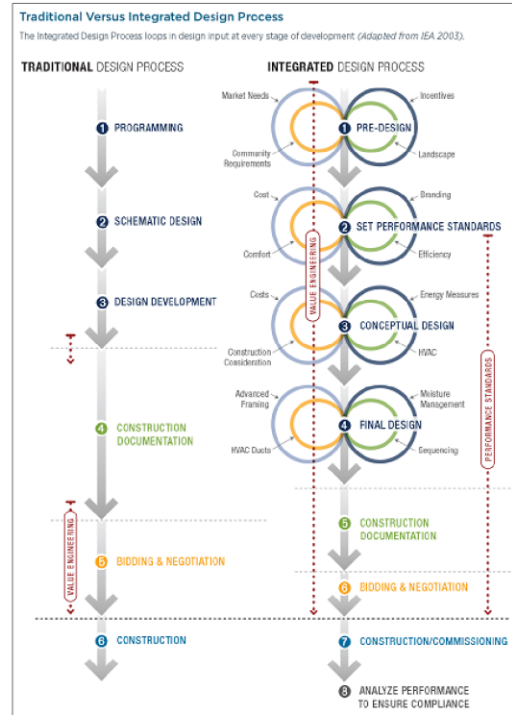 Traditional Versus Integrated Design Process
The Integrated Design Process loops in design input at every stage of development (Adapted from IEA 2003).
TRADITIONAL DESIGN PROCESS
1 PROGRAMMING
2 SCHEMATIC DESIGN
3 DESIGN DEVELOPMENT
4 CONSTRUCTION
DOCUMENTATION
VALUE ENGINEERING
5 BIDDING & NEGOTIATION
6 CONSTRUCTION
INTEGRATED DESIGN PROCESS
Market Needs
Incentives
1 PRE-DESIGN
Community
Requirements
Landscape
Cost
Branding
2 SET PERFORMANCE STANDARDS
Comfort
Efficiency
VALUE ENGINEERING
Costs
Energy Measures
3 CONCEPTUAL DESIGN
Construction
Consideration
HVAC
Advanced
Framing
Moisture
Management
4 FINAL DESIGN
HVAC Ducts
Sequencing
PERFORMANCE STANDARDS
5 CONSTRUCTION
DOCUMENTATION
6 BIDDING & NEGOTIATION
7 CONSTRUCTION/COMMISSIONING
8 ANALYZE PERFORMANCE
TO ENSURE COMPLIANCE